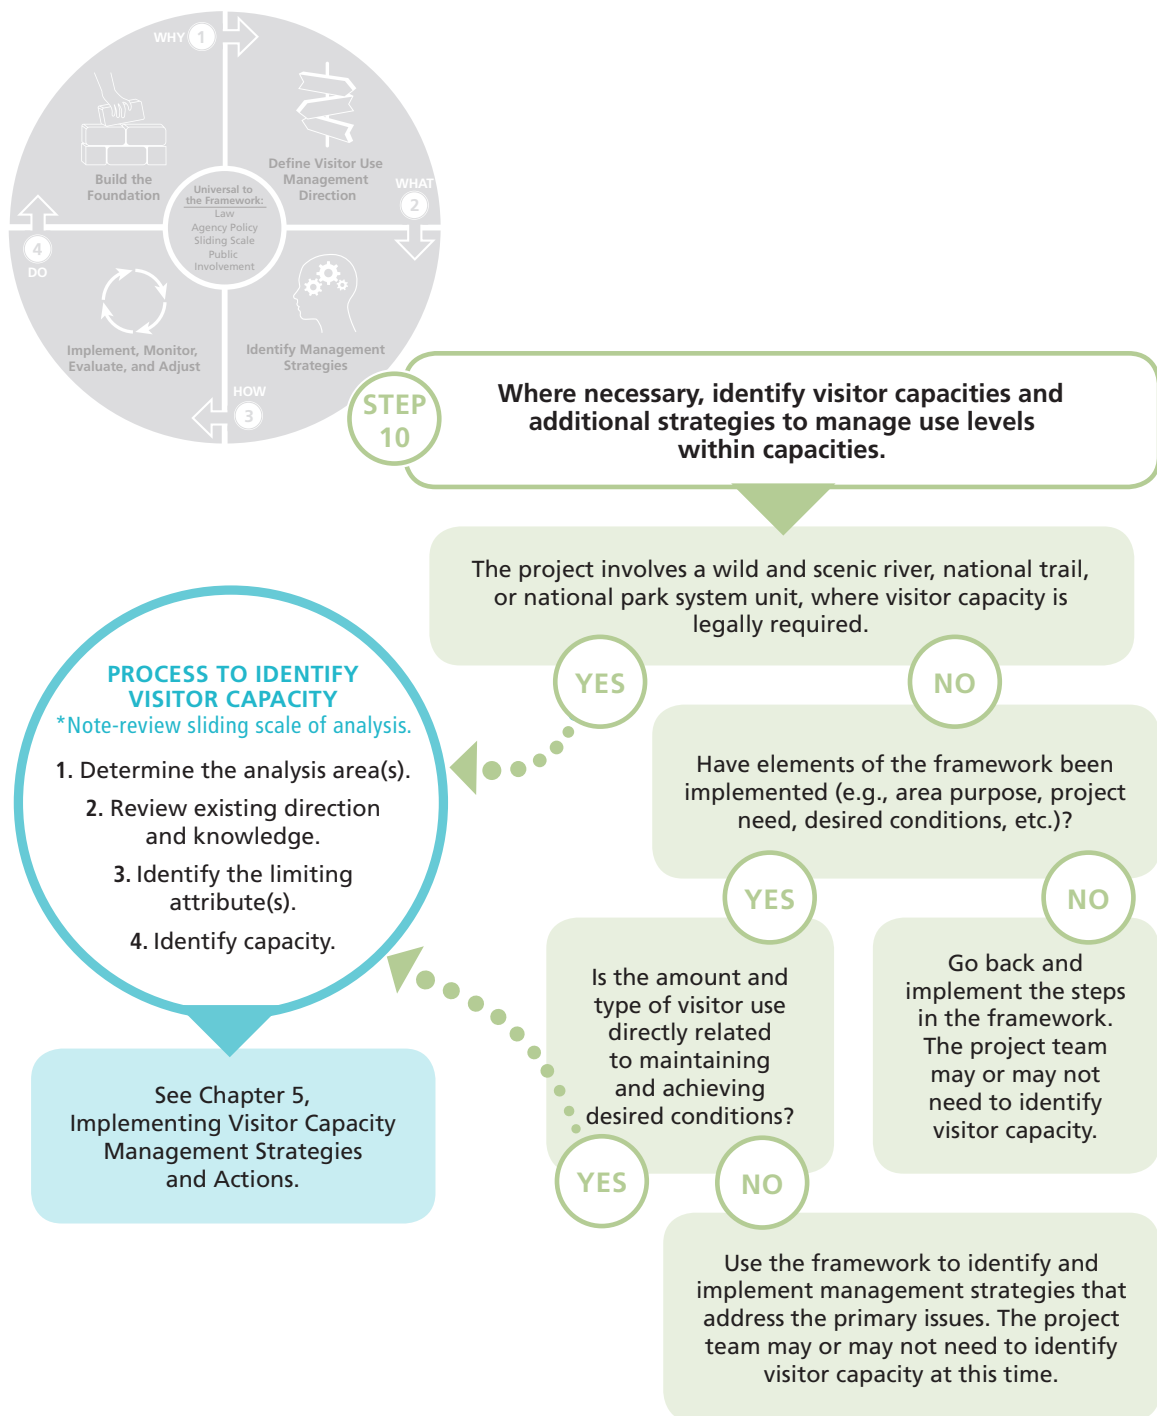 WHY 1
Build the
Foundation
Define Visitor Use
Management
Direction
WHAT
2
Universal to
the Framework:
Law
Agency Policy
Sliding Scale
Public
Involvement
4
DO
Implement, Monitor,
Evaluate, and Adjust
Identify Management
Strategies
HOW
3
STEP
10
Where necessary, identify visitor capacities and
additional strategies to manage use levels
within capacities.
The project involves a wild and scenic river, national trail,
or national park system unit, where visitor capacity is
legally required.
YES
NO
PROCESS TO IDENTIFY
VISITOR CAPACITY
*Note-review sliding scale of analysis.
1. Determine the analysis area(s).
2. Review existing direction
and knowledge.
3. Identify the limiting
attribute(s).
4. Identify capacity.
See Chapter 5,
Implementing Visitor Capacity
Management Strategies
and Actions.
Have elements of the framework been
implemented (e.g., area purpose, project
need, desired conditions, etc.)?
YES
NO
Is the amount and
type of visitor use
directly related
to maintaining
and achieving
desired conditions?
Go back and
implement the steps
in the framework.
The project team
may or may not
need to identify
visitor capacity.
YES
NO
Use the framework to identify and
implement management strategies that
address the primary issues. The project
team may or may not need to identify
visitor capacity at this time.